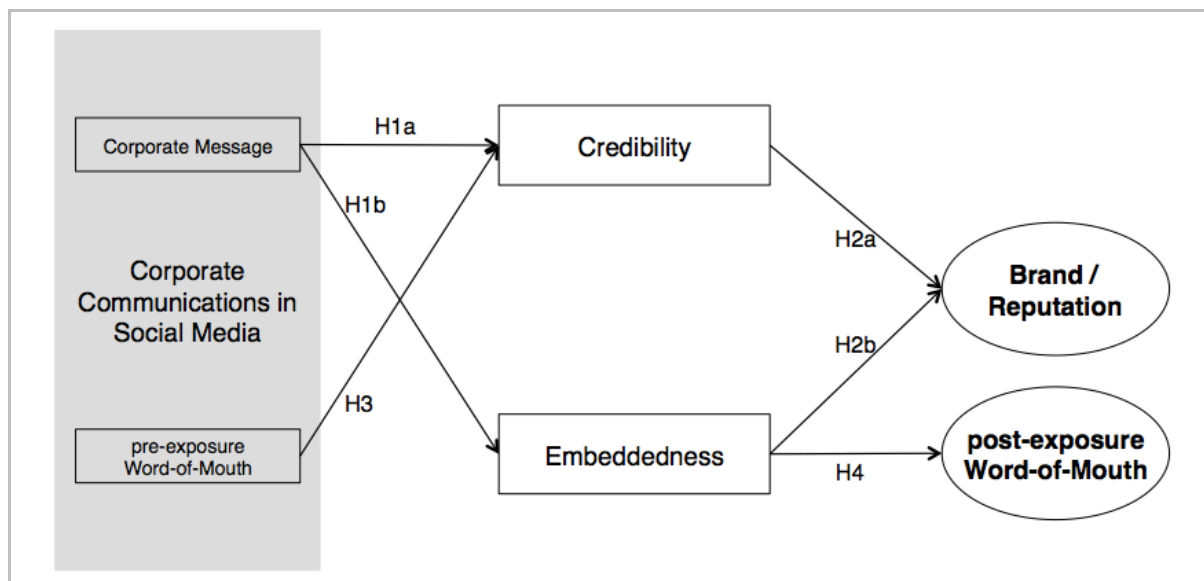 Corporate Message
H1a
Credibility
H1b
H2a
Corporate
Communications in
Social Media
Brand /
Reputation
H2b
H3
pre-exposure
Word-of-Mouth
Embeddedness
H4
post-exposure
Word-of-Mouth